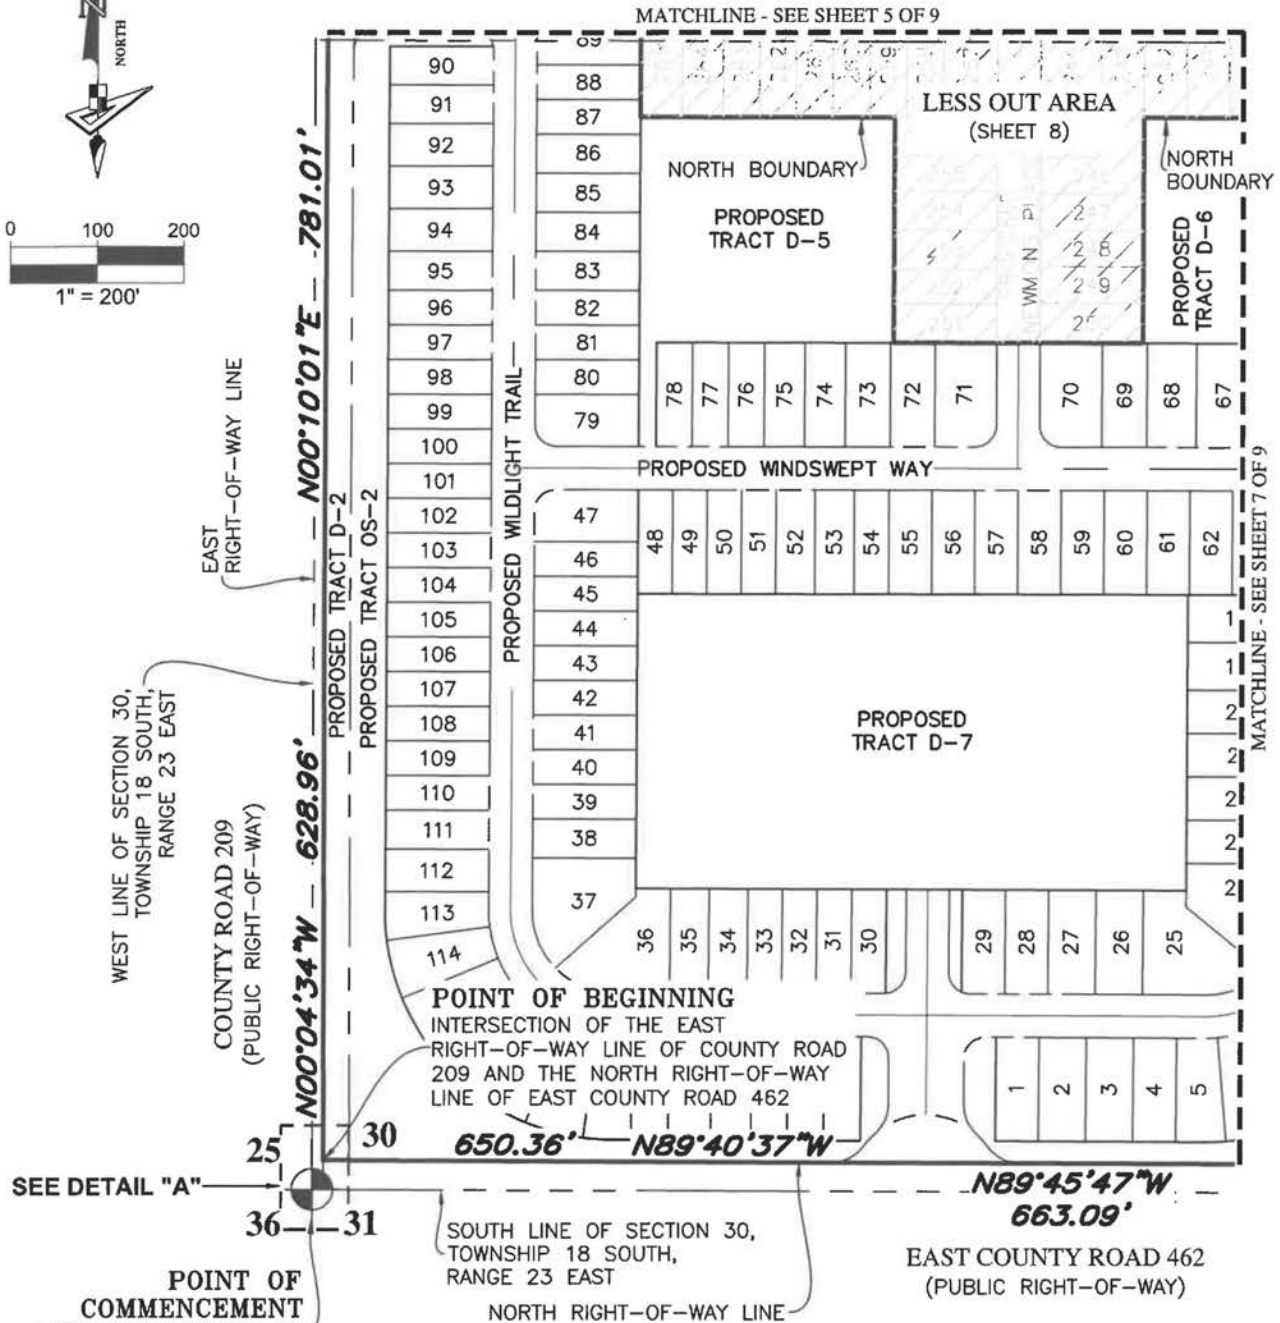 MATCHLINE - SEE SHEET 5 OF 9
N
NORTH
0 100 200
1" = 200'
89
90
91
92
93
94
95
96
97
98
99
100
101
102
103
104
105
106
107
108
109
110
111
112
113
114
88
87
86
85
84
83
82
81
80
79
LESS OUT AREA
(SHEET 8)
NORTH BOUNDARY
NORTH
BOUNDARY
PROPOSED
TRACT D-5
PROPOSED
TRACT D-6
249
78 77 76 75 74 73 72 71 70 69 68 67
PROPOSED WINDSWEPT WAY
PROPOSED WILDLIGHT TRAIL
47
46
45
44
43
42
41
40
39
38
37
48 49 50 51 52 53 54 55 56 57 58 59 60 61 62
MATCHLINE - SEE SHEET 7 OF 9
1
1
2
2
2
2
2
PROPOSED
TRACT D-7
36 35 34 33 32 31 30 29 28 27 26 25
1 2 3 4 5
N00°10'01"E 781.01'
EAST
RIGHT-OF-WAY LINE
PROPOSED TRACT D-2
PROPOSED TRACT OS-2
WEST LINE OF SECTION 30,
TOWNSHIP 18 SOUTH,
RANGE 23 EAST
COUNTY ROAD 209
(PUBLIC RIGHT-OF-WAY)
N00°04'34"W 628.96'
POINT OF BEGINNING
INTERSECTION OF THE EAST
RIGHT-OF-WAY LINE OF COUNTY ROAD
209 AND THE NORTH RIGHT-OF-WAY
LINE OF EAST COUNTY ROAD 462
650.36' N89°40'37"W
25 30
36 31
SEE DETAIL "A"
N89°45'47"W
663.09'
SOUTH LINE OF SECTION 30,
TOWNSHIP 18 SOUTH,
RANGE 23 EAST
EAST COUNTY ROAD 462
(PUBLIC RIGHT-OF-WAY)
POINT OF
COMMENCEMENT
NORTH RIGHT-OF-WAY LINE